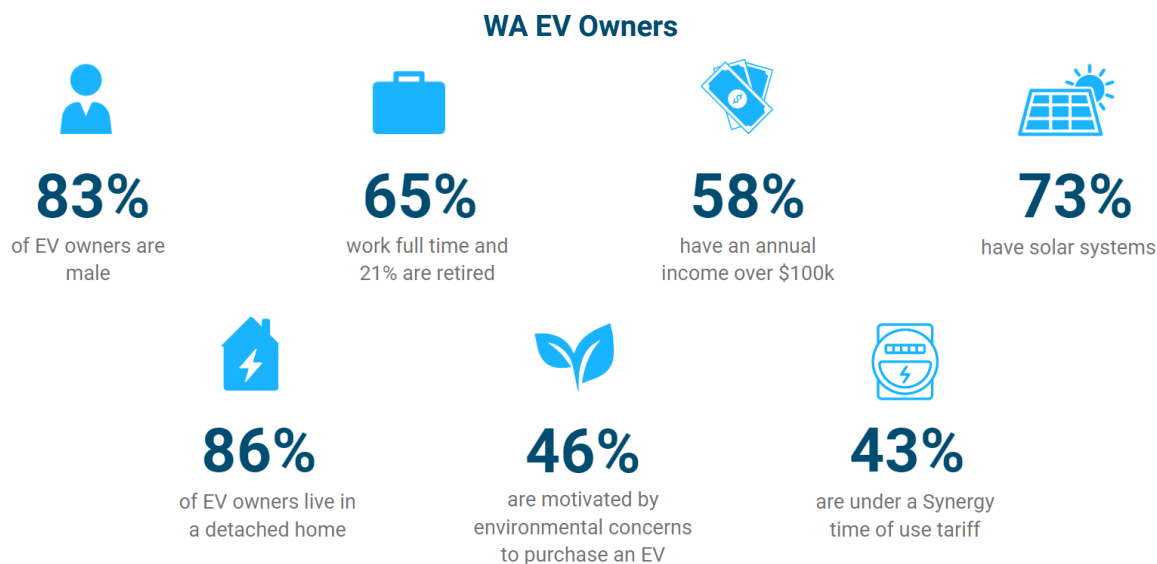 WA EV Owners
83%
of EV owners are
male
65%
work full time and
21% are retired
58%
have an annual
income over $100k
73%
have solar systems
86%
of EV owners live in
a detached home
46%
are motivated by
environmental concerns
to purchase an EV
43%
are under a Synergy
time of use tariff